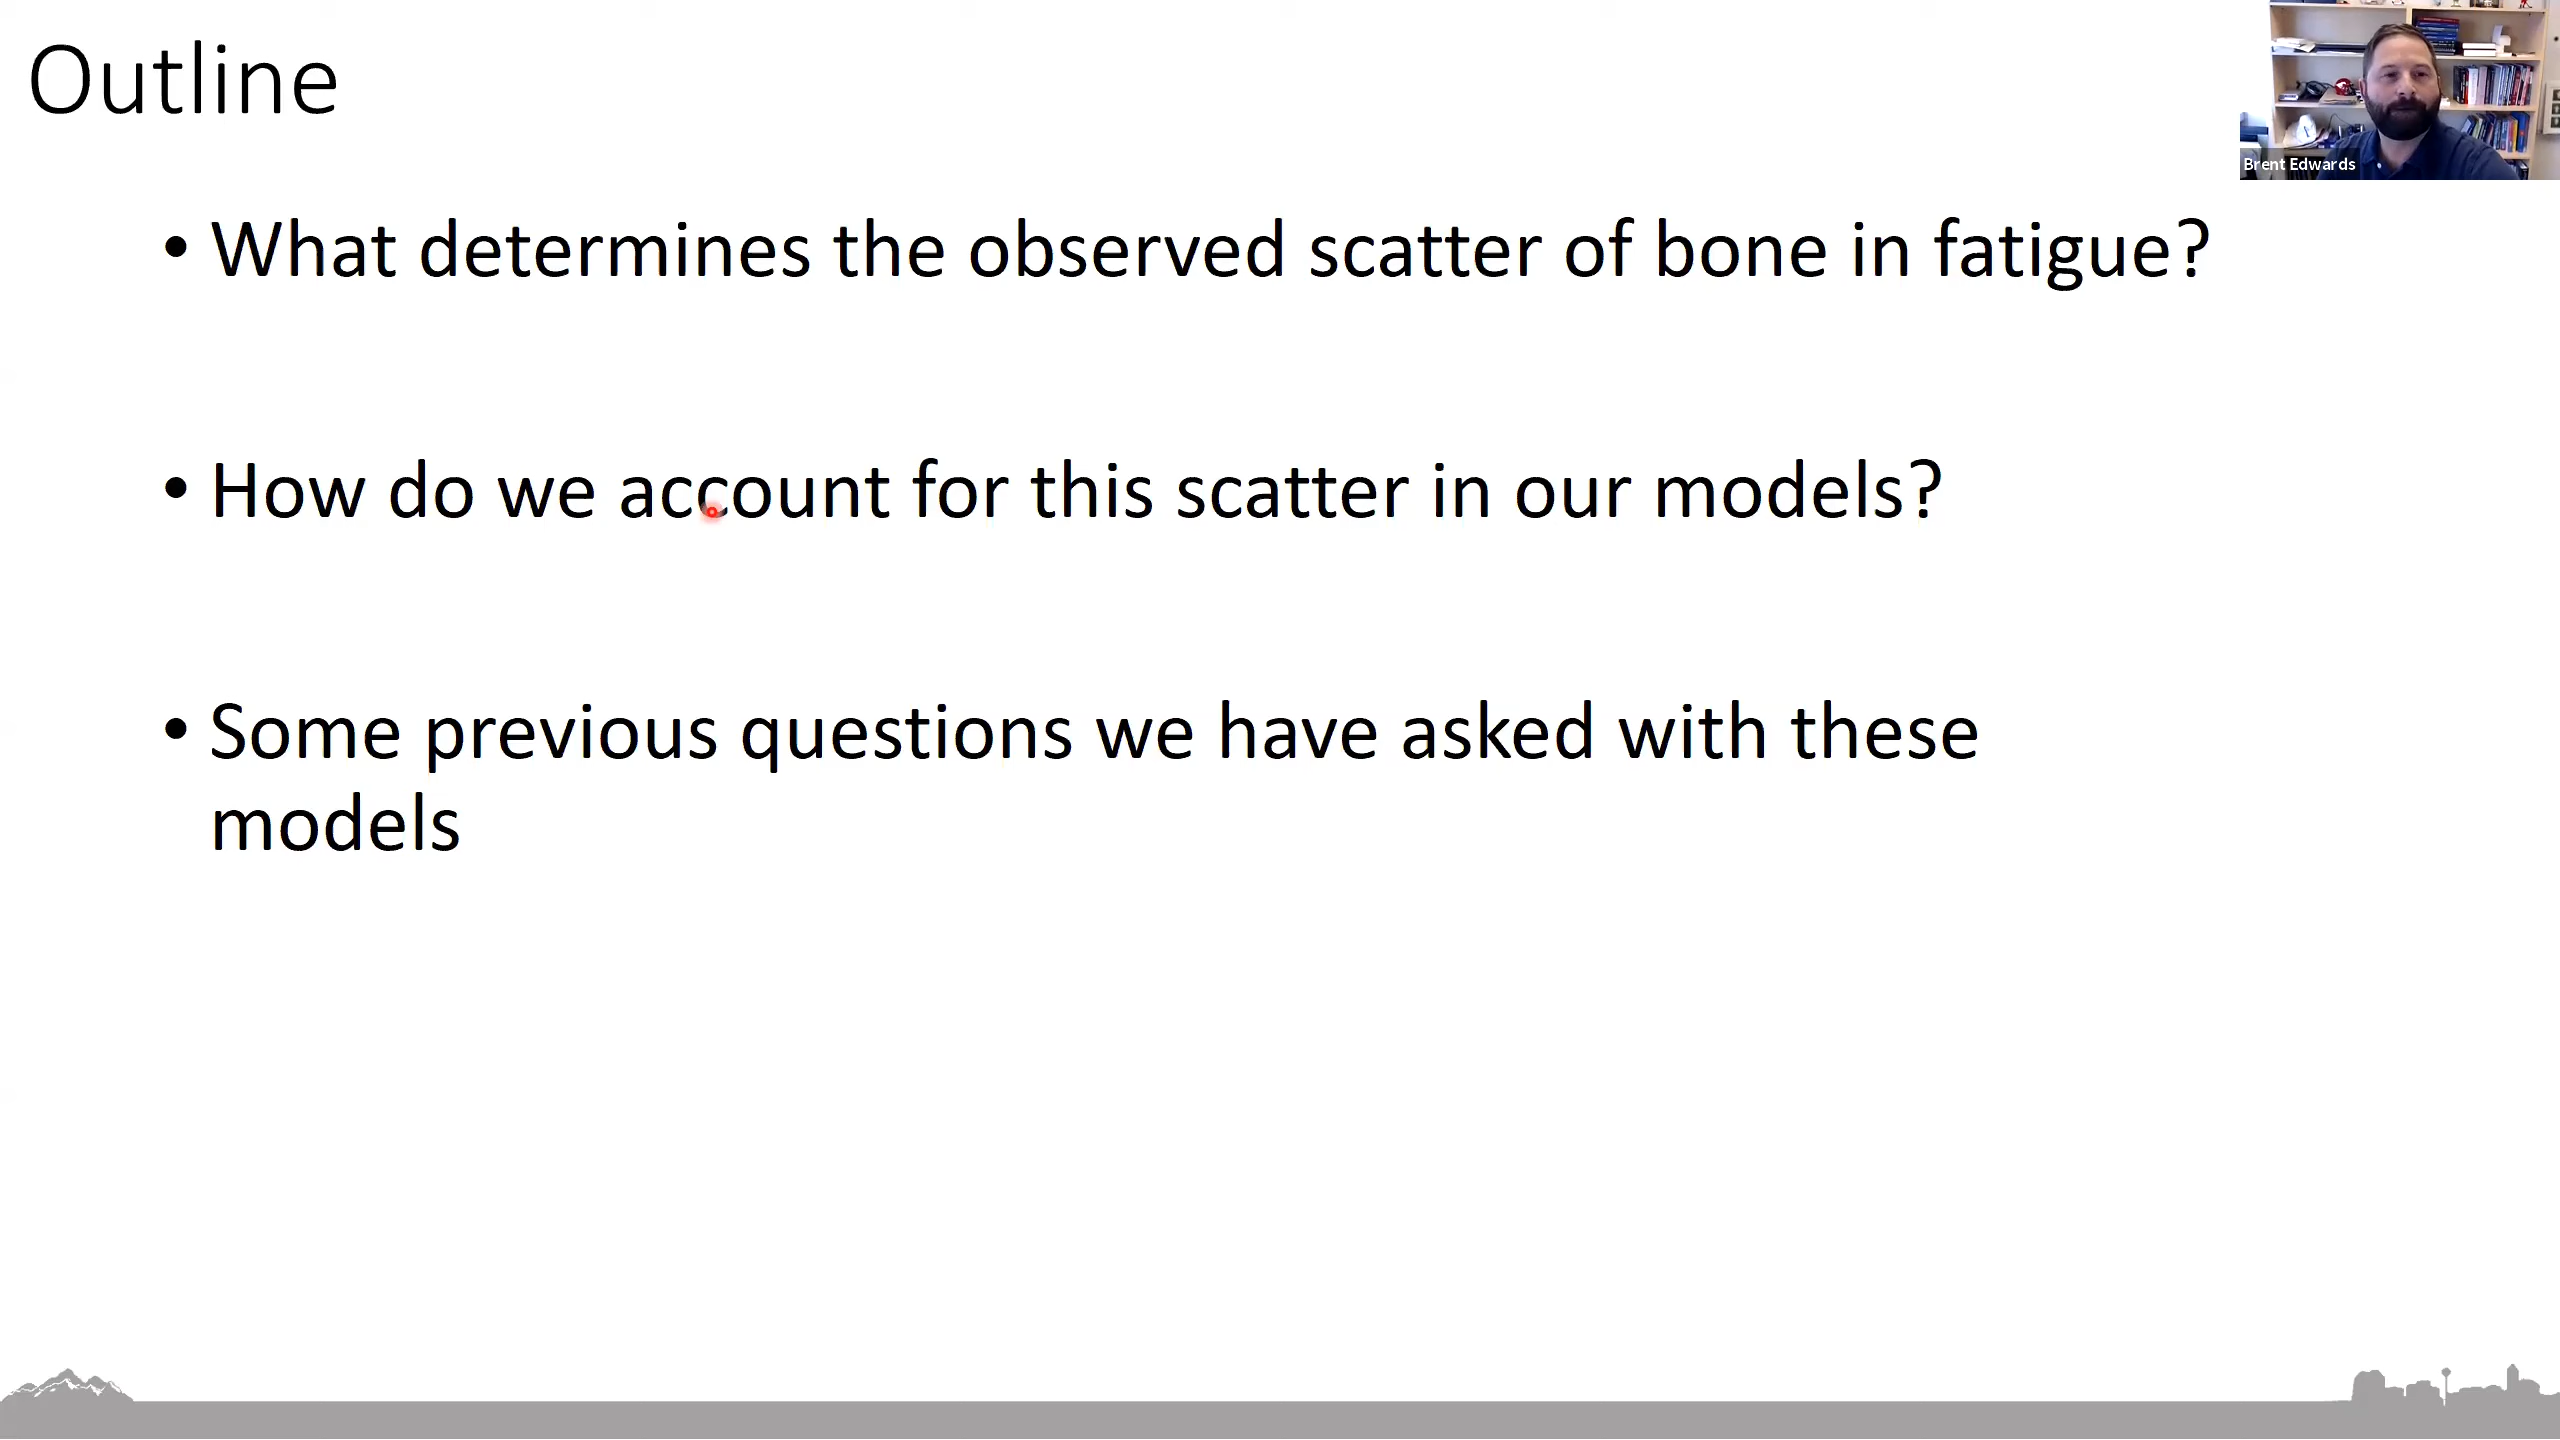 Outline
Brent Edwards
• What determines the observed scatter of bone in fatigue?
• How do we account for this scatter in our models?
• Some previous questions we have asked with these
models